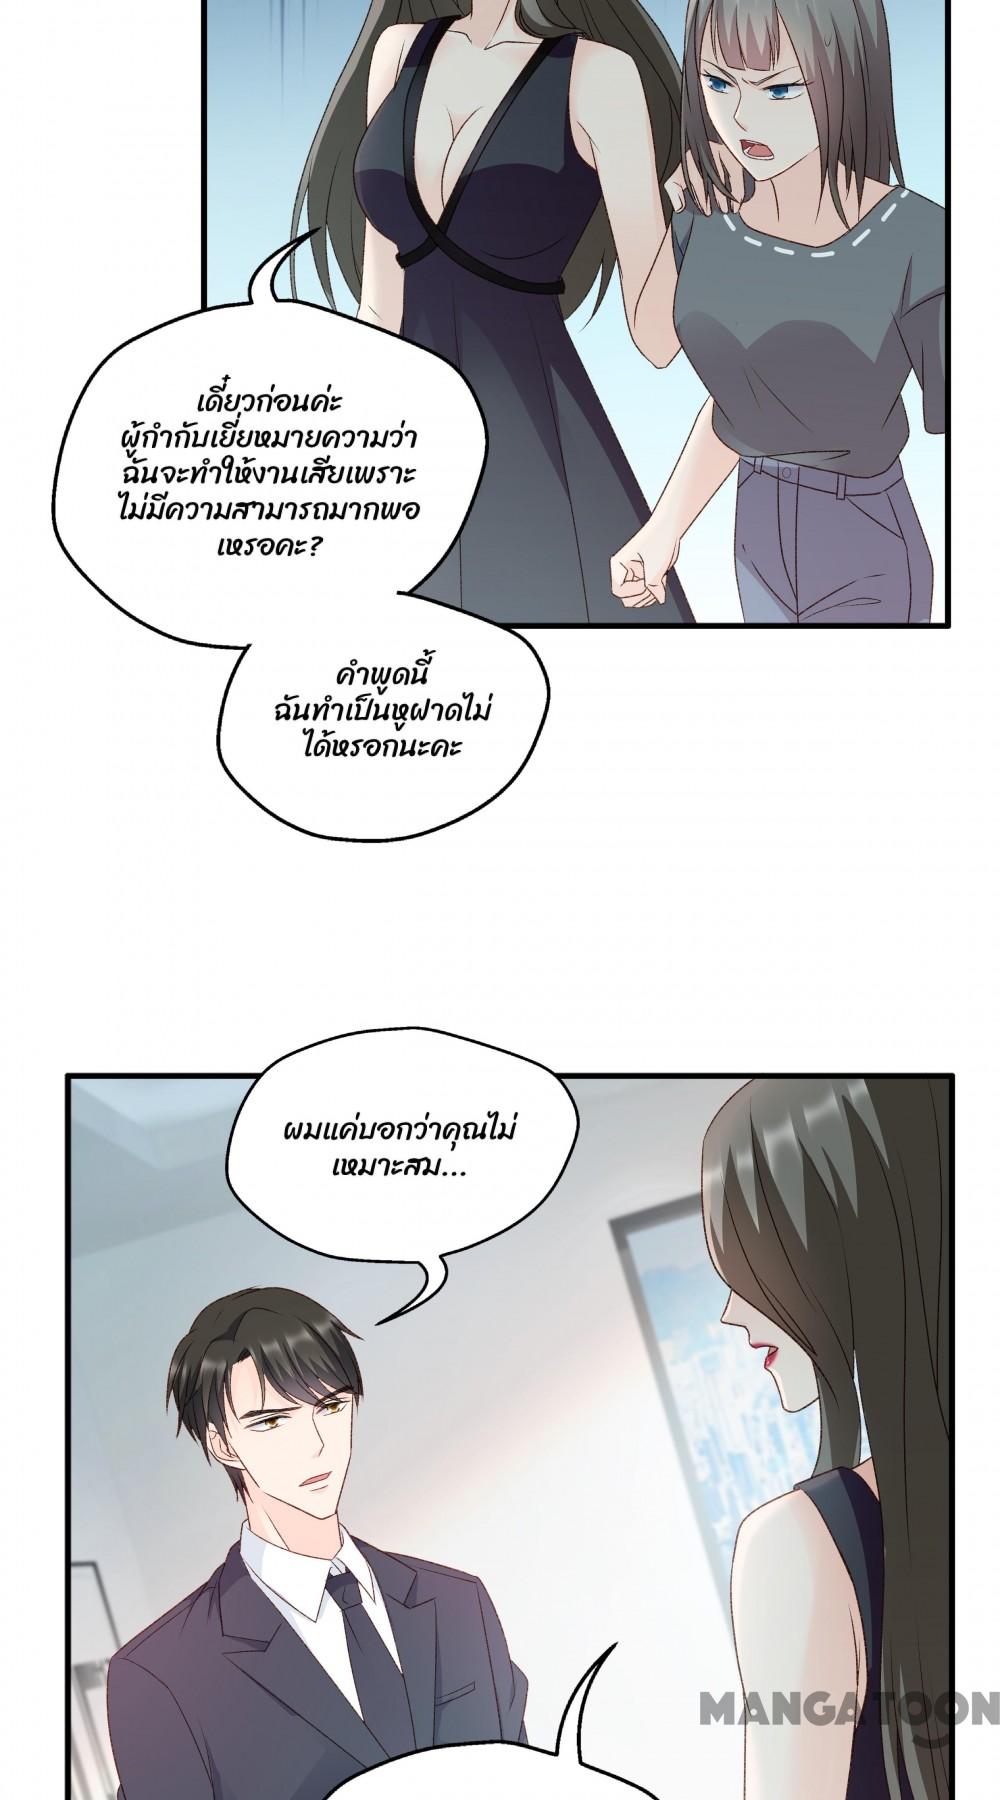 เดี๋ยวก่อนค่ะ
ผู้กำกับเยี่ยหมายความว่า
ฉันจะทำให้งานเสียเพราะ
ไม่มีความสามารถมากพอ
เหรอคะ?
คำพูดนี้
ฉันทำเป็นหูฝาดไม่
ได้หรอกนะคะ
ผมแค่บอกว่าคุณไม่
เหมาะสม...
MANGATOON